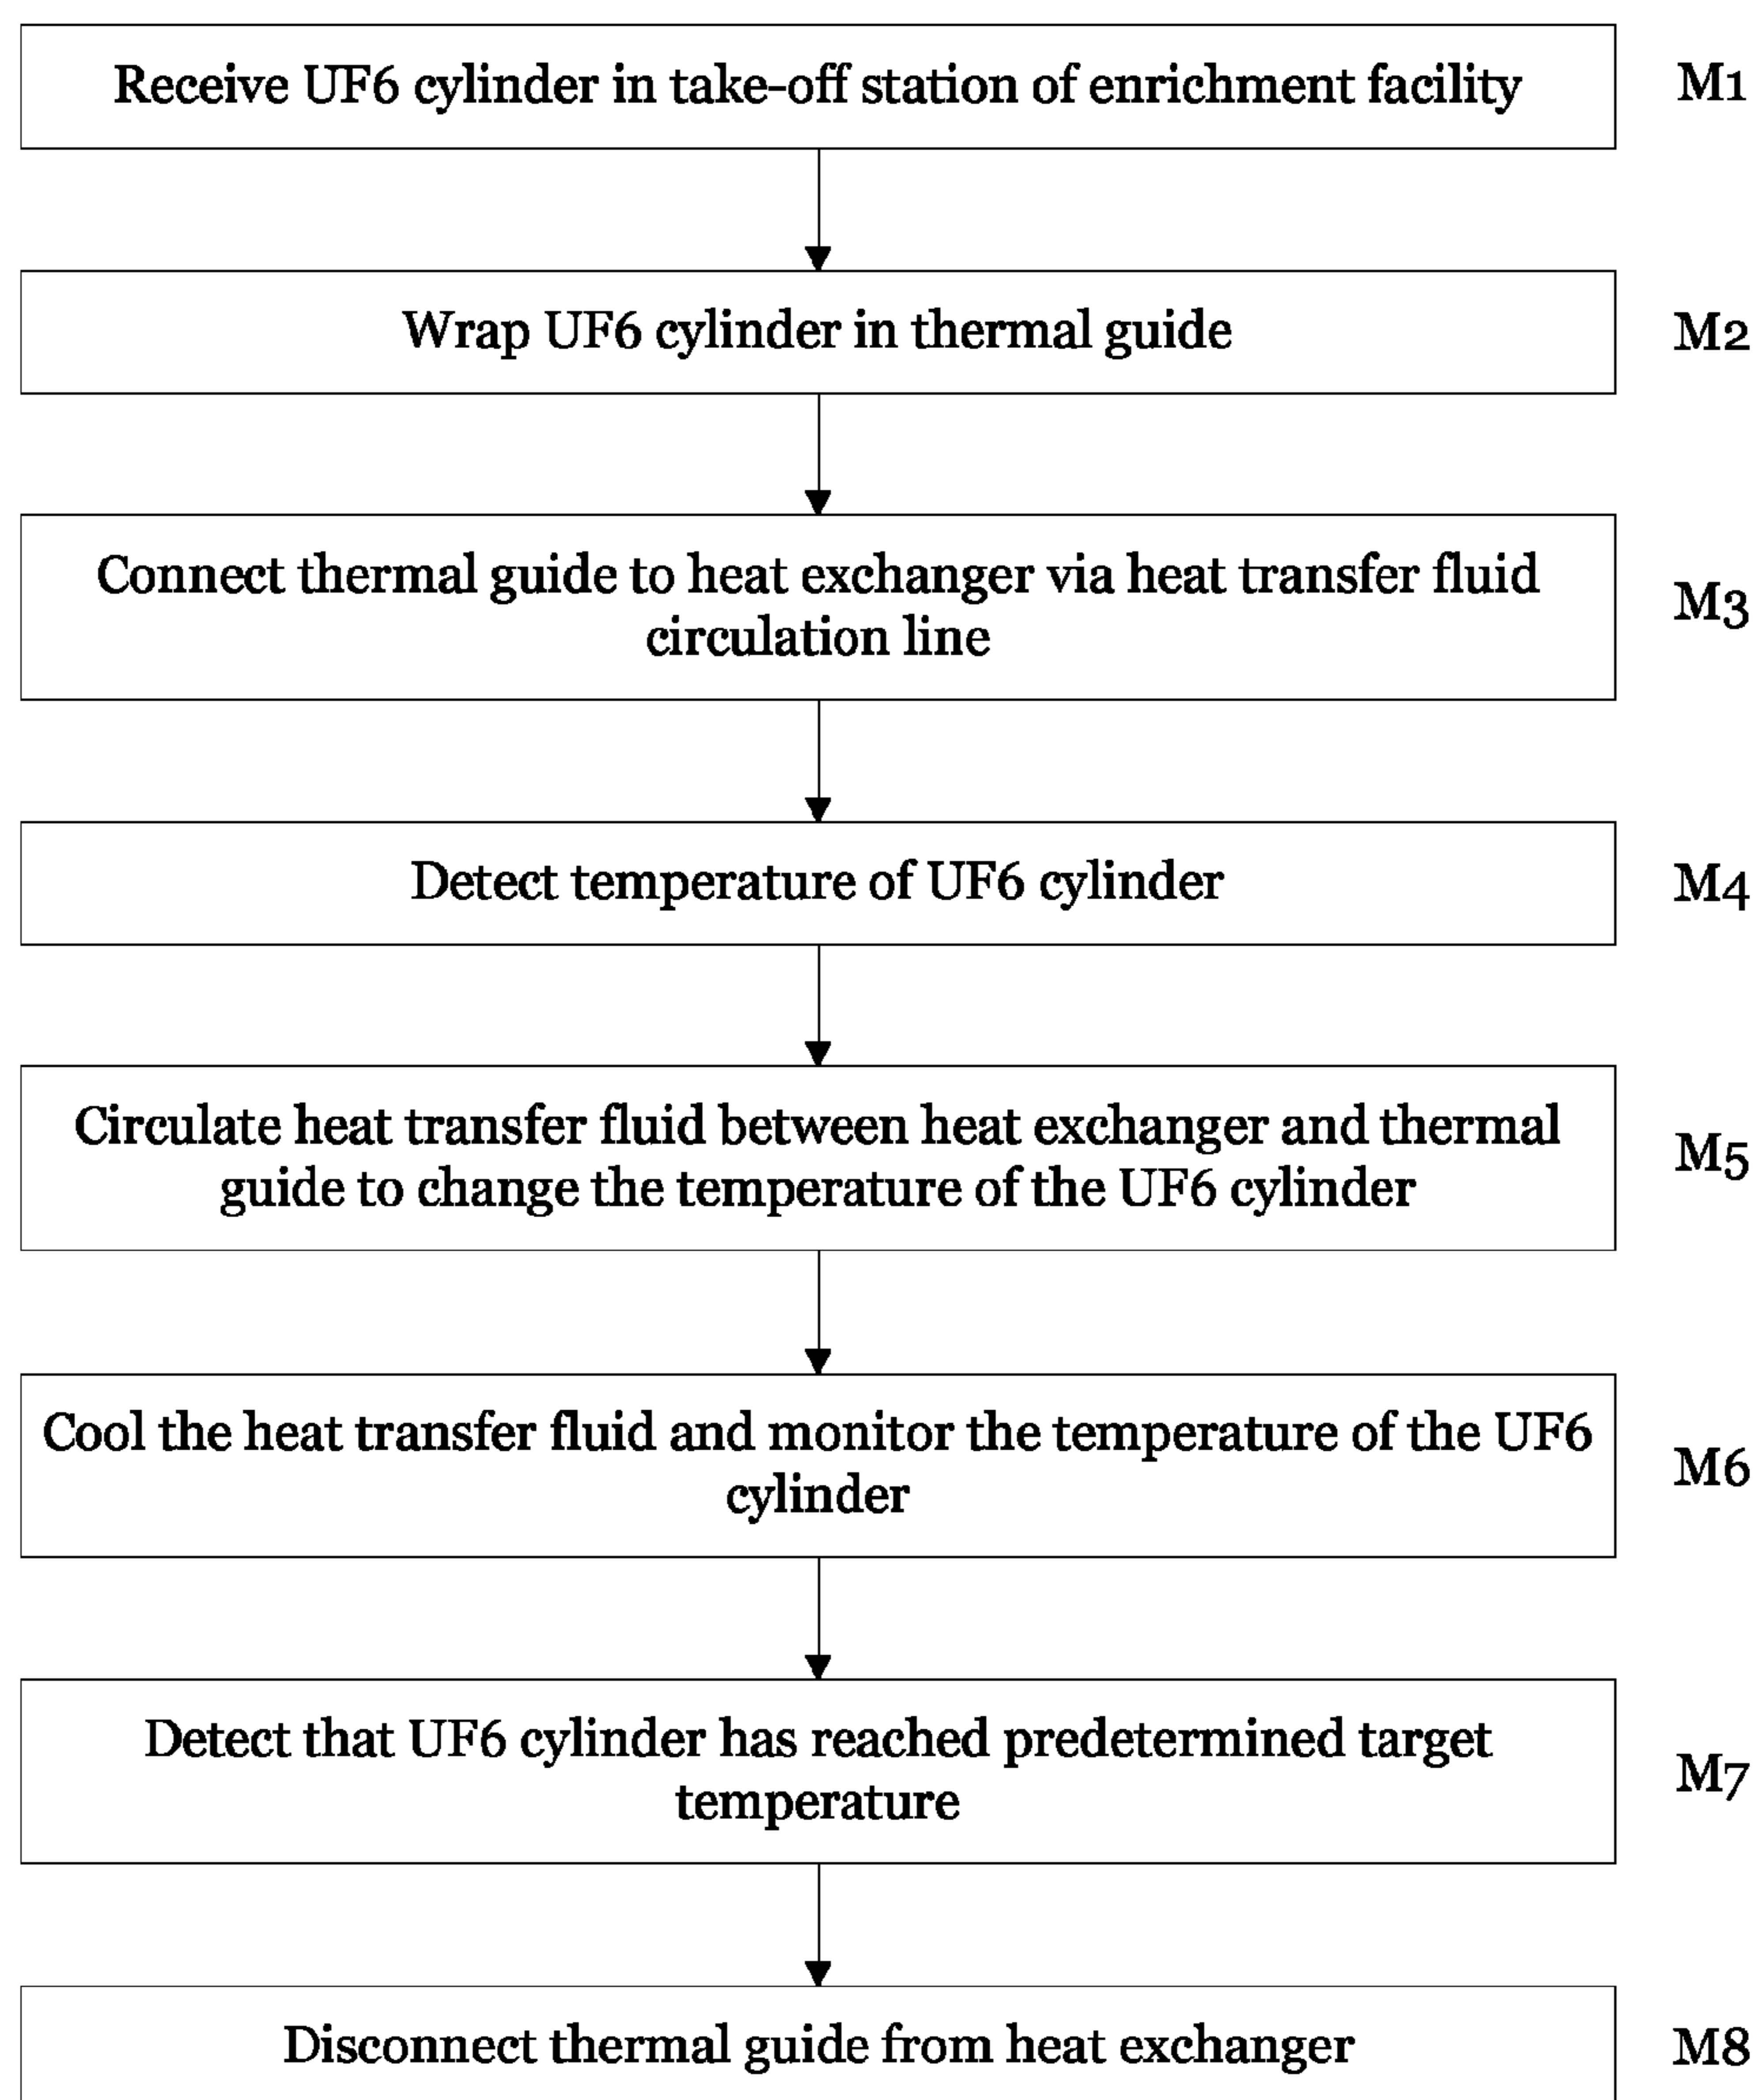 Receive UF6 cylinder in take-off station of enrichment facility
M1
Wrap UF6 cylinder in thermal guide
M2
Connect thermal guide to heat exchanger via heat transfer fluid
circulation line
M3
Detect temperature of UF6 cylinder
M4
Circulate heat transfer fluid between heat exchanger and thermal
guide to change the temperature of the UF6 cylinder
M5
Cool the heat transfer fluid and monitor the temperature of the UF6
cylinder
M6
Detect that UF6 cylinder has reached predetermined target
temperature
M7
Disconnect thermal guide from heat exchanger
M8